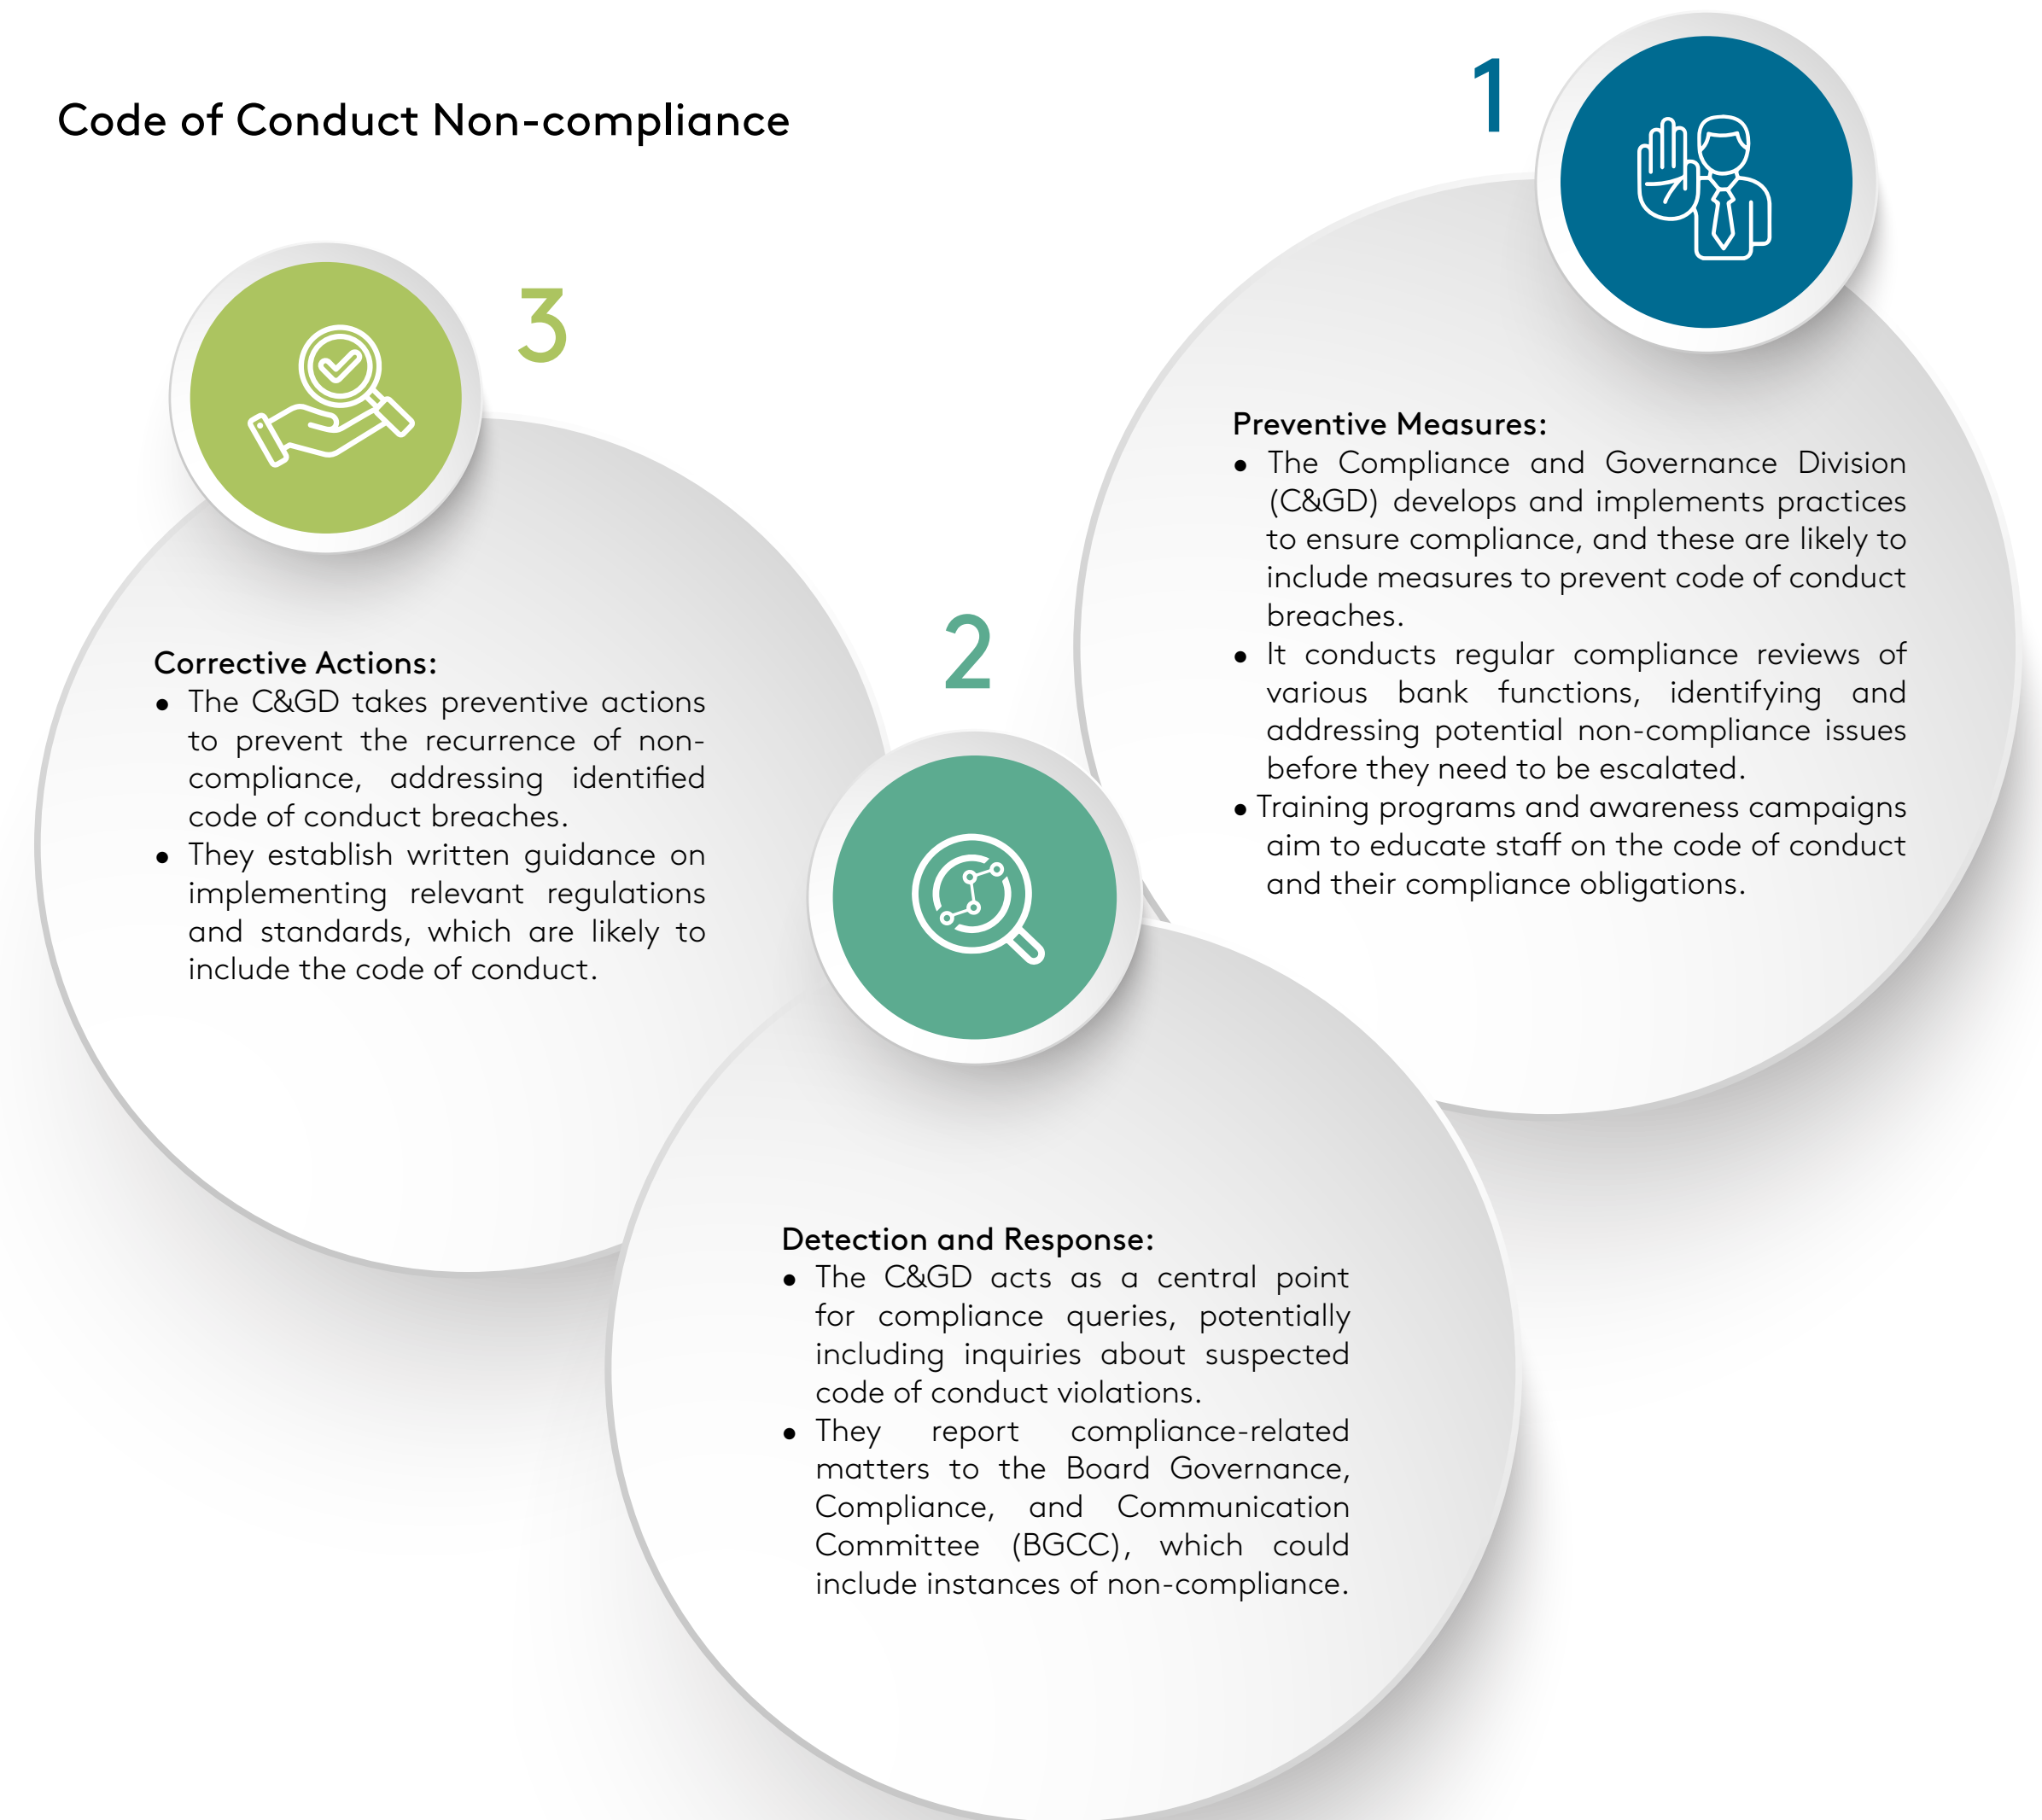 Code of Conduct Non-compliance
1
Preventive Measures:
• The Compliance and Governance Division
(C&GD) develops and implements practices
to ensure compliance, and these are likely to
include measures to prevent code of conduct
breaches.
• It conducts regular compliance reviews of
various bank functions, identifying and
addressing potential non-compliance issues
before they need to be escalated.
• Training programs and awareness campaigns
aim to educate staff on the code of conduct
and their compliance obligations.
2
Detection and Response:
• The C&GD acts as a central point
for compliance queries, potentially
including inquiries about suspected
code of conduct violations.
• They report compliance-related
matters to the Board Governance,
Compliance, and Communication
Committee (BGCC), which could
include instances of non-compliance.
3
Corrective Actions:
• The C&GD takes preventive actions
to prevent the recurrence of non-
compliance, addressing identified
code of conduct breaches.
• They establish written guidance on
implementing relevant regulations
and standards, which are likely to
include the code of conduct.